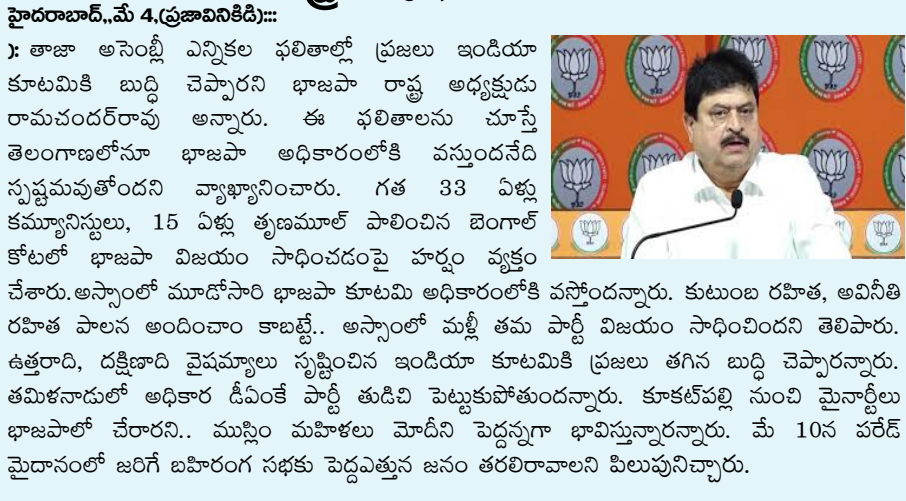 హైదరాబాద్,,మే 4,(ప్రజావినికిడి):::
): తాజా అసెంబ్లీ ఎన్నికల ఫలితాల్లో ప్రజలు ఇండియా
కూటమికి బుద్ధి చెప్పారని భాజపా రాష్ట్ర అధ్యక్షుడు
రామచందర్‌రావు అన్నారు. ఈ ఫలితాలను చూస్తే
తెలంగాణలోనూ భాజపా అధికారంలోకి వస్తుందనేది
స్పష్టమవుతోందని వ్యాఖ్యానించారు. గత 33 ఏళ్లు
కమ్యూనిస్టులు, 15 ఏళ్లు తృణమూల్ పాలించిన బెంగాల్
కోటలో భాజపా విజయం సాధించడంపై హర్షం వ్యక్తం
చేశారు.అస్సాంలో మూడోసారి భాజపా కూటమి అధికారంలోకి వస్తోందన్నారు. కుటుంబ రహిత, అవినీతి
రహిత పాలన అందించాం కాబట్టే.. అస్సాంలో మళ్లీ తమ పార్టీ విజయం సాధించిందని తెలిపారు.
ఉత్తరాది, దక్షిణాది వైషమ్యాలు సృష్టించిన ఇండియా కూటమికి ప్రజలు తగిన బుద్ధి చెప్పారన్నారు.
తమిళనాడులో అధికార డీఎంకే పార్టీ తుడిచి పెట్టుకుపోతుందన్నారు. కూకట్‌పల్లి నుంచి మైనార్టీలు
భాజపాలో చేరారని.. ముస్లిం మహిళలు మోదీని పెద్దన్నగా భావిస్తున్నారన్నారు. మే 10న పరేడ్
మైదానంలో జరిగే బహిరంగ సభకు పెద్దఎత్తున జనం తరలిరావాలని పిలుపునిచ్చారు.